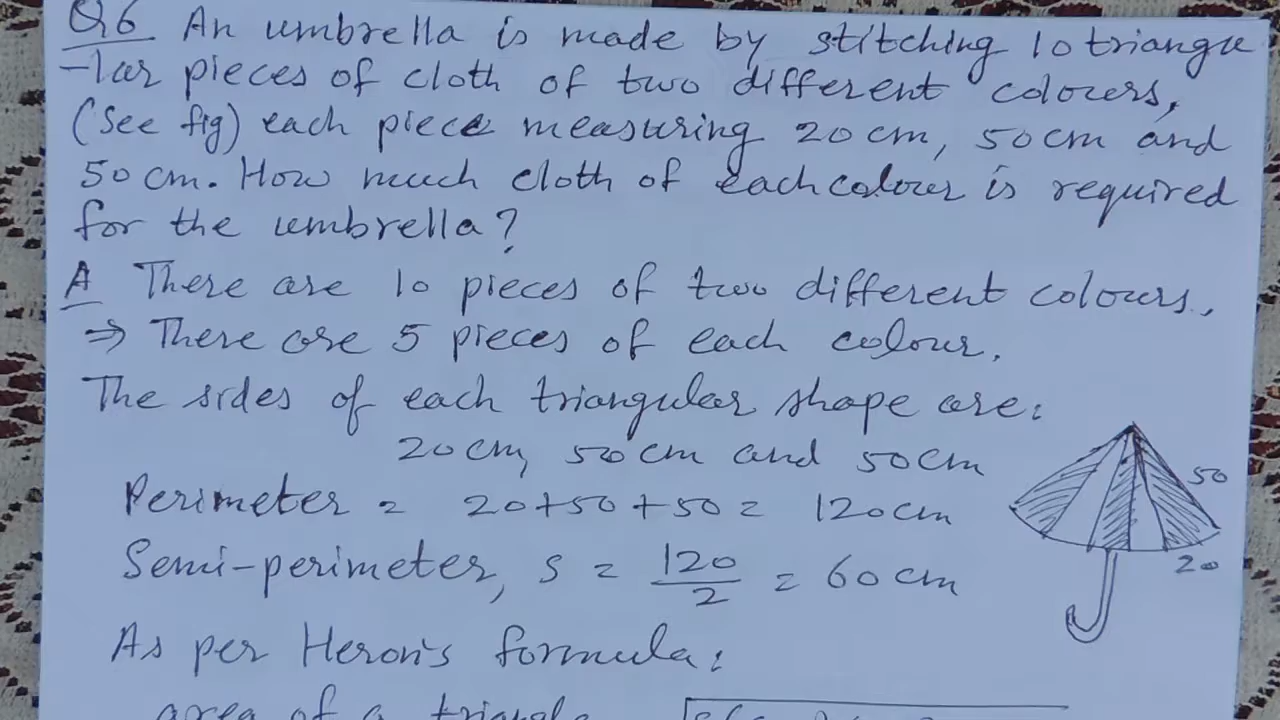 Q6 An umbrella is made by stitching 10 triangu
-lar pieces of cloth of two different colours,
(See fig) each piece measuring 20 cm, 50 cm and
50 cm. How much cloth of each colour is required
for the umbrella?
A There are 10 pieces of two different colours.
⇒ There are 5 pieces of each colour.
The sides of each triangular shape are:
20 cm, 50 cm and 50 cm
Perimeter = 20+50+50 = 120 cm
50
Semi-perimeter, s = 120/2 = 60 cm
20
As per Heron's formula:
area of a triangle